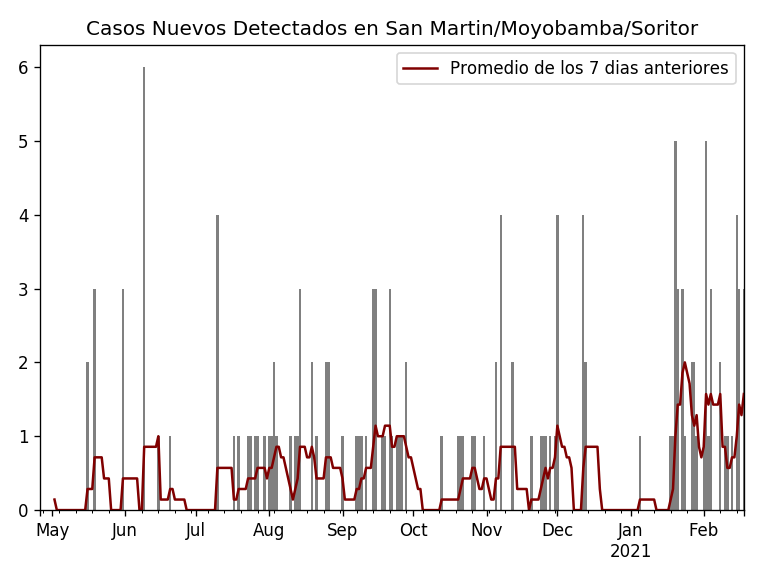 Casos Nuevos Detectados en San Martin/Moyobamba/Soritor
Promedio de los 7 dias anteriores
6
5
4
3
2
1
0
May Jun Jul Aug Sep Oct Nov Dec Jan Feb
2021